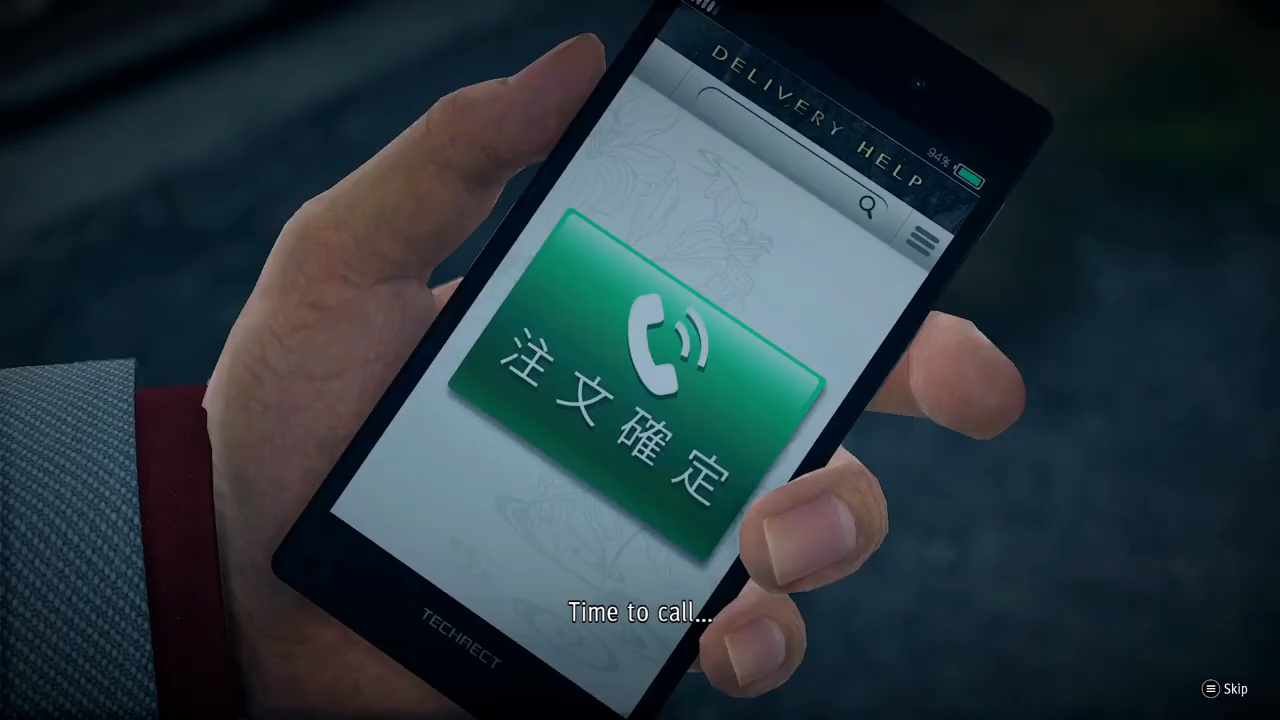 DELIVERY HELP
94%
注文確定
Time to call...
TECHRECT
Skip